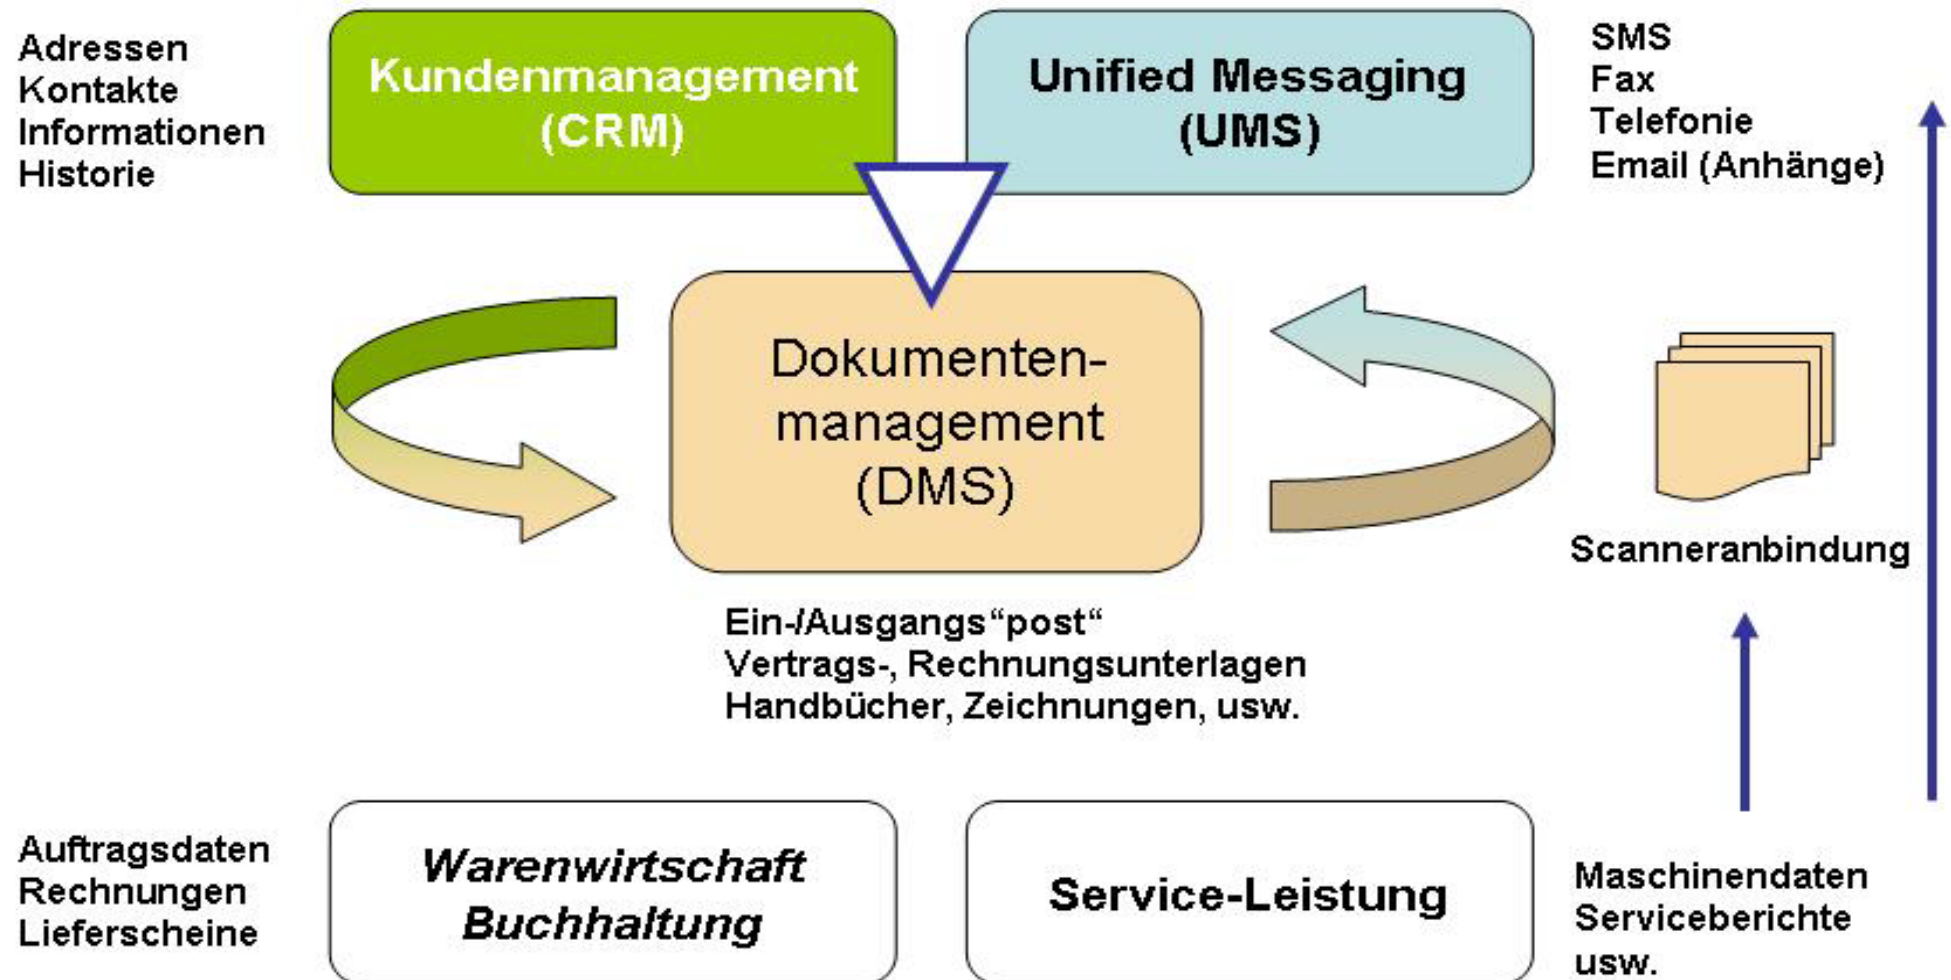 Adressen
Kontakte
Informationen
Historie
Kundenmanagement
(CRM)
Unified Messaging
(UMS)
SMS
Fax
Telefonie
Email (Anhänge)
Dokumenten-
management
(DMS)
Scanneranbindung
Ein-/Ausgangs“post“
Vertrags-, Rechnungsunterlagen
Handbücher, Zeichnungen, usw.
Auftragsdaten
Rechnungen
Lieferscheine
Warenwirtschaft
Buchhaltung
Service-Leistung
Maschinendaten
Serviceberichte
usw.